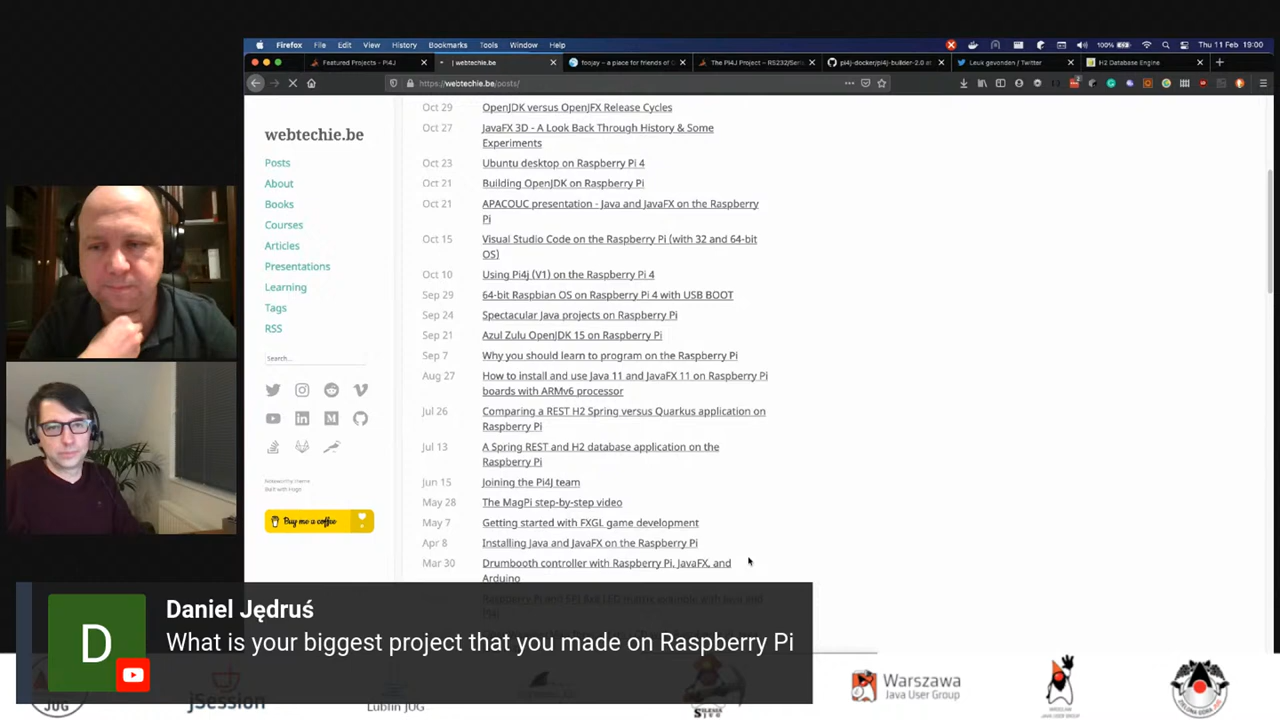 Firefox File Edit View History Bookmarks Tools Window Help
100% Thu 11 Feb 19:00
Featured Projects - Pi4J
| webtechie.be
foojay – a place for friends of O
The Pi4J Project – RS232/Seri
pi4j-docker/pi4j-builder-2.0 at
Leuk gevonden / Twitter
H2 Database Engine
https://webtechie.be/posts/
webtechie.be
Posts
About
Books
Courses
Articles
Presentations
Learning
Tags
RSS
Search...
Built with Hugo
Buy me a coffee
Oct 29 OpenJDK versus OpenJFX Release Cycles
Oct 27 JavaFX 3D - A Look Back Through History & Some
Experiments
Oct 23 Ubuntu desktop on Raspberry Pi 4
Oct 21 Building OpenJDK on Raspberry Pi
Oct 21 APACOUC presentation - Java and JavaFX on the Raspberry
Pi
Oct 15 Visual Studio Code on the Raspberry Pi (with 32 and 64-bit
OS)
Oct 10 Using Pi4j (V1) on the Raspberry Pi 4
Sep 29 64-bit Raspbian OS on Raspberry Pi 4 with USB BOOT
Sep 24 Spectacular Java projects on Raspberry Pi
Sep 21 Azul Zulu OpenJDK 15 on Raspberry Pi
Sep 7 Why you should learn to program on the Raspberry Pi
Aug 27 How to install and use Java 11 and JavaFX 11 on Raspberry Pi
boards with ARMv6 processor
Jul 26 Comparing a REST H2 Spring versus Quarkus application on
Raspberry Pi
Jul 13 A Spring REST and H2 database application on the
Raspberry Pi
Jun 15 Joining the Pi4J team
May 28 The MagPi step-by-step video
May 7 Getting started with FXGL game development
Apr 8 Installing Java and JavaFX on the Raspberry Pi
Mar 30 Drumbooth controller with Raspberry Pi, JavaFX, and
Arduino
D
Daniel Jędruś
What is your biggest project that you made on Raspberry Pi
JUG
jSession
Lublin JUG
Warszawa
Java User Group